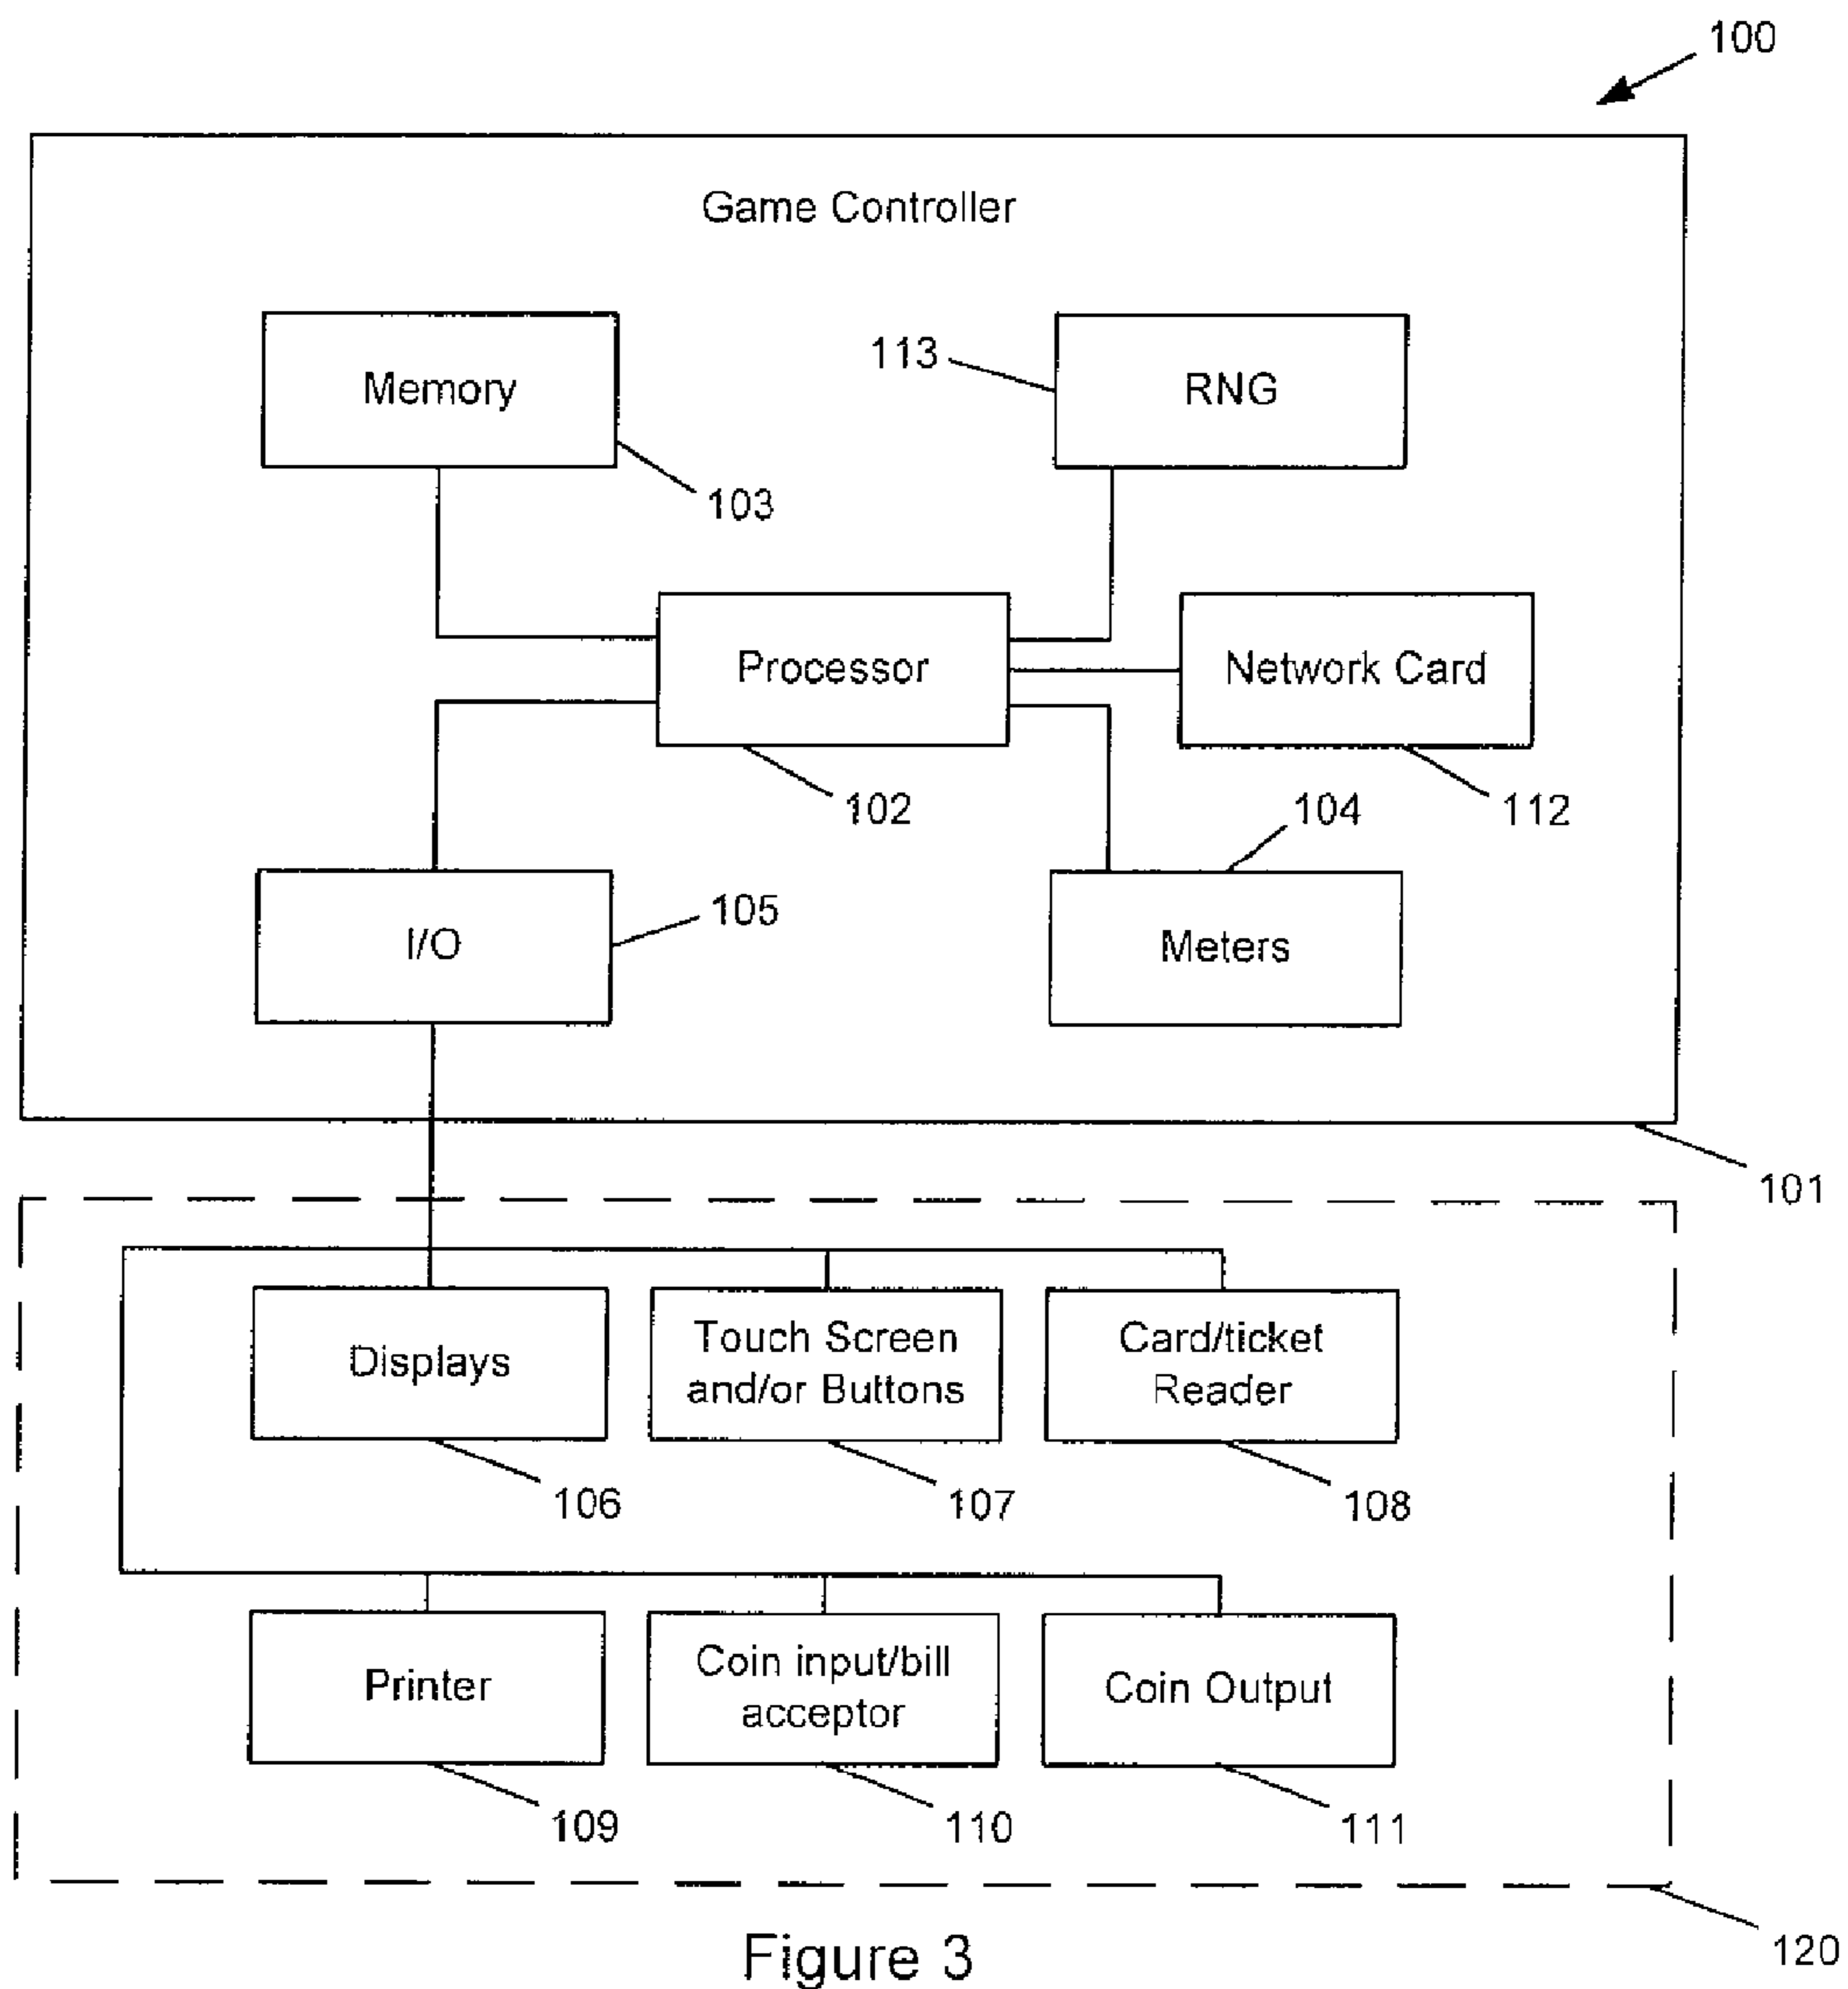 100
Game Controller
Memory
113
RNG
103
Processor
Network Card
102
104
112
I/O
105
Meters
101
Displays
Touch Screen
and/or Buttons
Card/ticket
Reader
106
107
108
Printer
Coin input/bill
acceptor
Coin Output
109
110
111
120
Figure 3